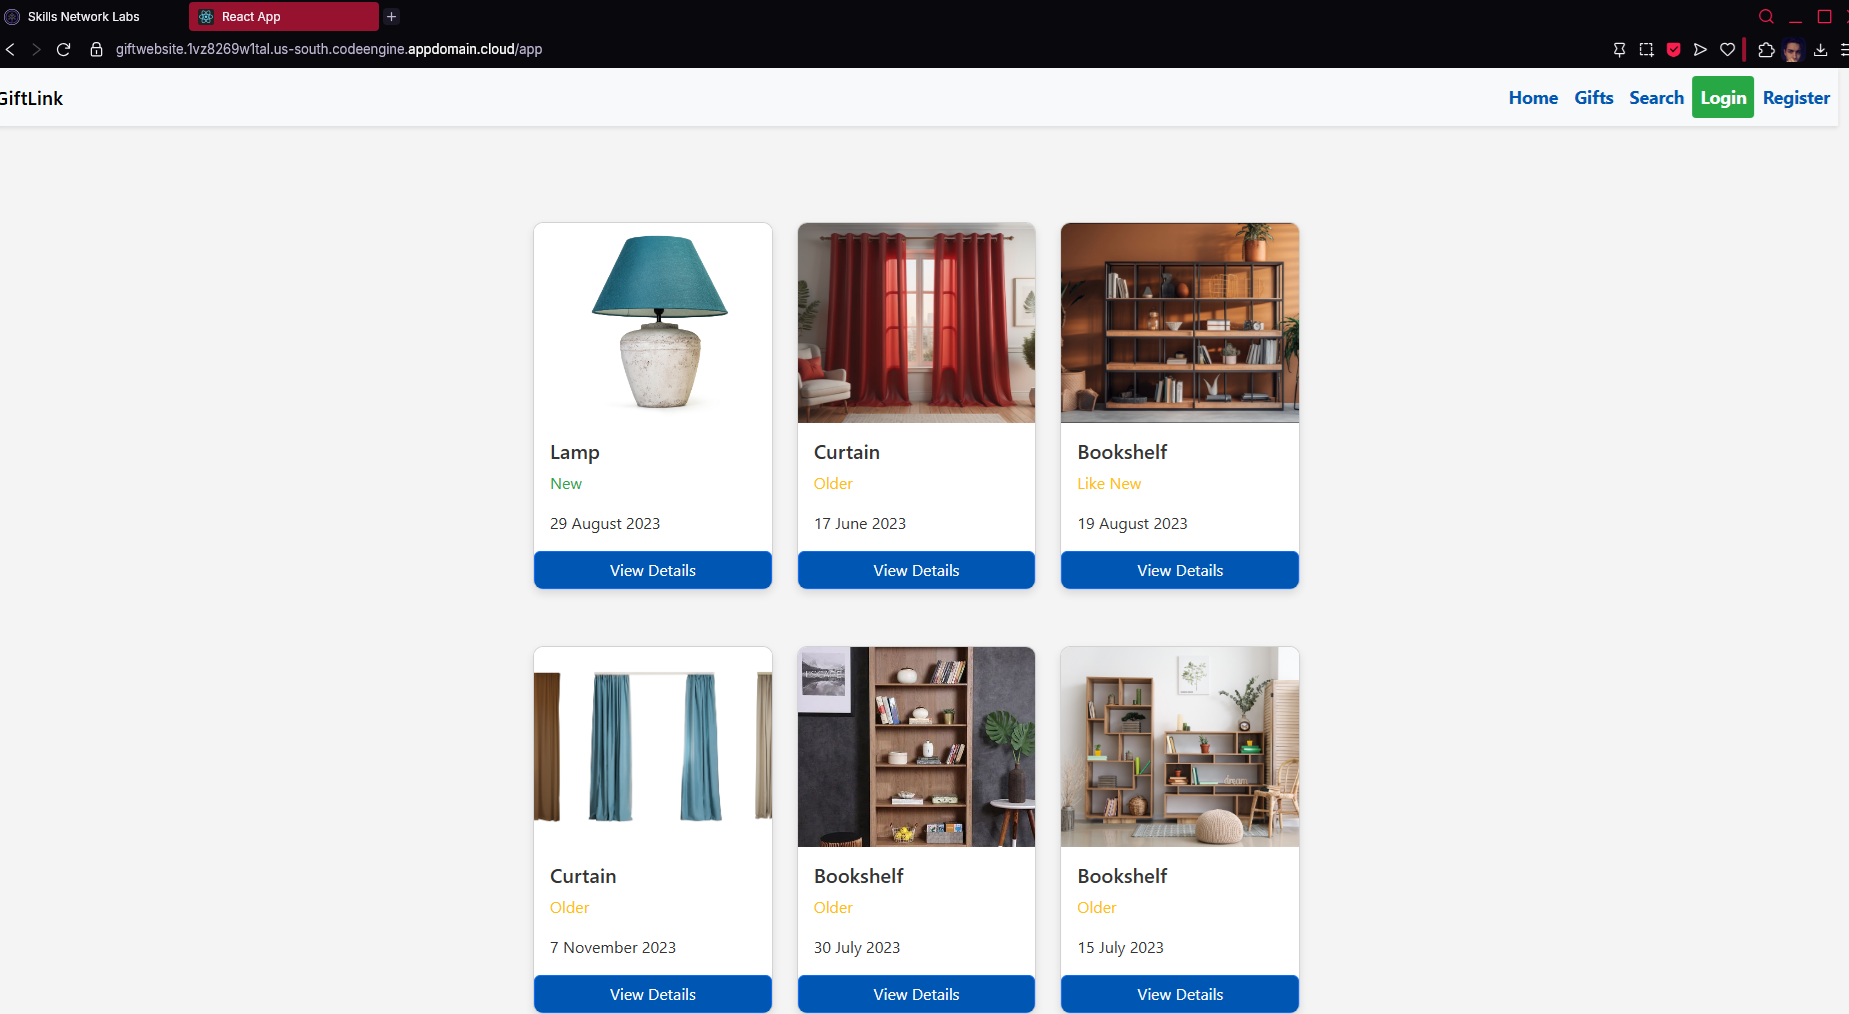 Skills Network Labs
React App
giftwebsite.1vz8269w1tal.us-south.codeengine.appdomain.cloud/app
GiftLink
Home Gifts Search Login Register
Lamp
New
29 August 2023
View Details
Curtain
Older
17 June 2023
View Details
Bookshelf
Like New
19 August 2023
View Details
Curtain
Older
7 November 2023
View Details
ESCAPE
Bookshelf
Older
30 July 2023
View Details
dream
Bookshelf
Older
15 July 2023
View Details